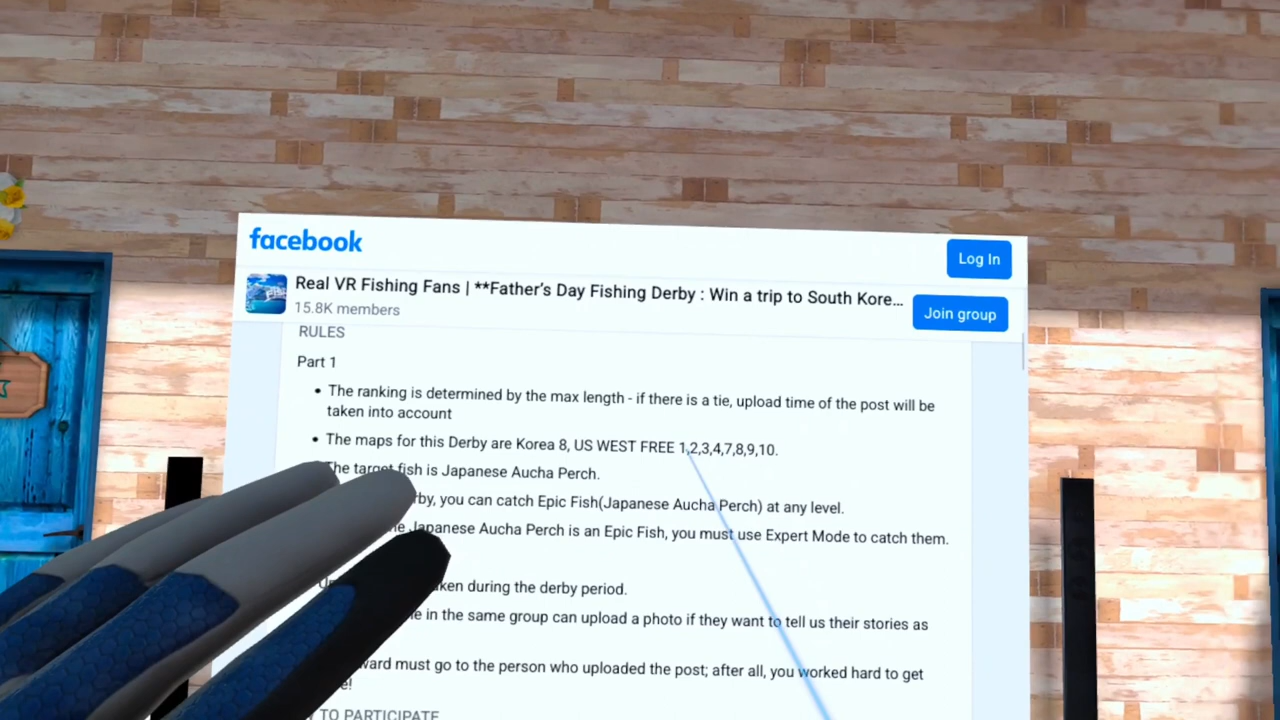 facebook
Log In
Real VR Fishing Fans | **Father's Day Fishing Derby : Win a trip to South Kore...
15.8K members
Join group
RULES
Part 1
• The ranking is determined by the max length - if there is a tie, upload time of the post will be
taken into account
• The maps for this Derby are Korea 8, US WEST FREE 1,2,3,4,7,8,9,10.
The target fish is Japanese Aucha Perch.
you can catch Epic Fish(Japanese Aucha Perch) at any level.
Japanese Aucha Perch is an Epic Fish, you must use Expert Mode to catch them.
during the derby period.
in the same group can upload a photo if they want to tell us their stories as
must go to the person who uploaded the post; after all, you worked hard to get
TO PARTICIPATE